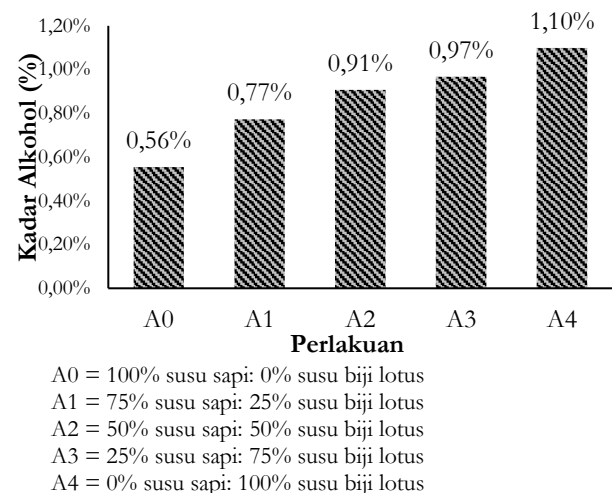 1,20%
1,00%
0,80%
0,60%
0,40%
0,20%
0,00%
Kadar Alkohol (%)
0,56%
0,77%
0,91%
0,97%
1,10%
A0 A1 A2 A3 A4
Perlakuan
A0 = 100% susu sapi: 0% susu biji lotus
A1 = 75% susu sapi: 25% susu biji lotus
A2 = 50% susu sapi: 50% susu biji lotus
A3 = 25% susu sapi: 75% susu biji lotus
A4 = 0% susu sapi: 100% susu biji lotus